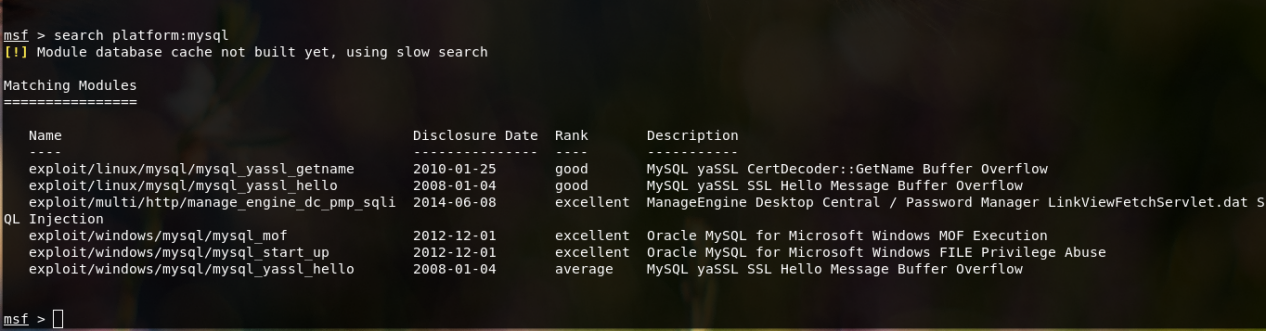 msf > search platform:mysql
[!] Module database cache not built yet, using slow search
Matching Modules
================
Name Disclosure Date Rank Description
---- --------------- ---- -----------
exploit/linux/mysql/mysql_yassl_getname 2010-01-25 good MySQL yaSSL CertDecoder::GetName Buffer Overflow
exploit/linux/mysql/mysql_yassl_hello 2008-01-04 good MySQL yaSSL SSL Hello Message Buffer Overflow
exploit/multi/http/manage_engine_dc_pmp_sqli 2014-06-08 excellent ManageEngine Desktop Central / Password Manager LinkViewFetchServlet.dat S
QL Injection
exploit/windows/mysql/mysql_mof 2012-12-01 excellent Oracle MySQL for Microsoft Windows MOF Execution
exploit/windows/mysql/mysql_start_up 2012-12-01 excellent Oracle MySQL for Microsoft Windows FILE Privilege Abuse
exploit/windows/mysql/mysql_yassl_hello 2008-01-04 average MySQL yaSSL SSL Hello Message Buffer Overflow
msf >